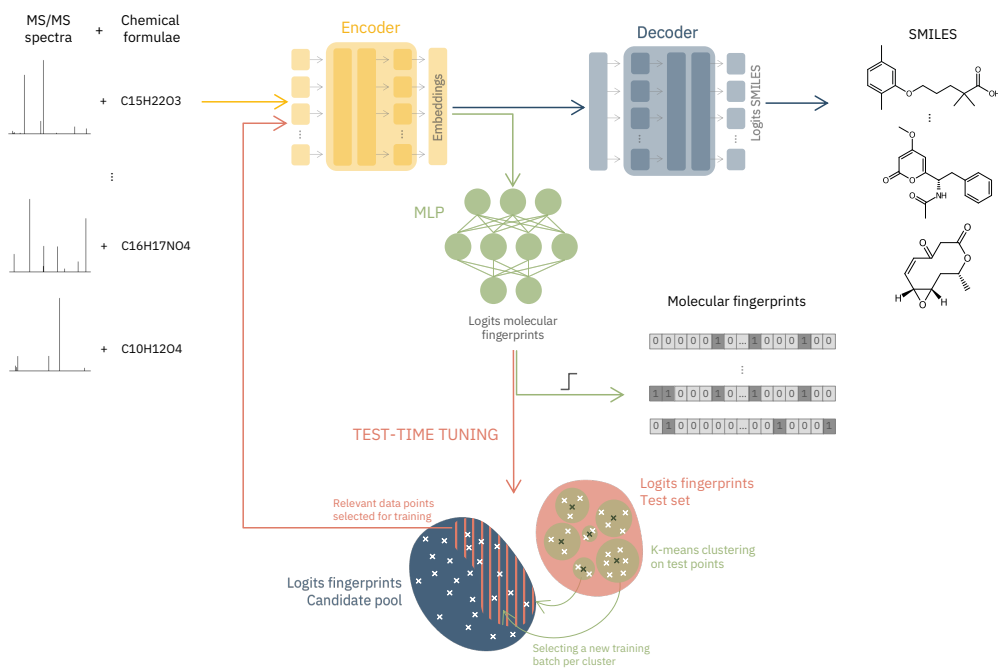 MS/MS
spectra
+
Chemical
formulae
Encoder
Decoder
SMILES
+ C15H22O3
⋮
+ C16H17NO4
+ C10H12O4
Embeddings
Logits SMILES
O
O
OH
⋮
O
O
O
O
NH
O
O
O
O
H
H
O
MLP
Logits molecular
fingerprints
Molecular fingerprints
0 0 0 0 0 1 0 ... 1 0 0 0 1 0 0
⋮
1 1 0 0 0 1 0 ... 1 0 0 0 1 0 0
0 1 0 0 0 0 0 ... 0 0 1 0 0 0 1
TEST-TIME TUNING
Relevant data points
selected for training
Logits fingerprints
Test set
K-means clustering
on test points
Logits fingerprints
Candidate pool
Selecting a new training
batch per cluster